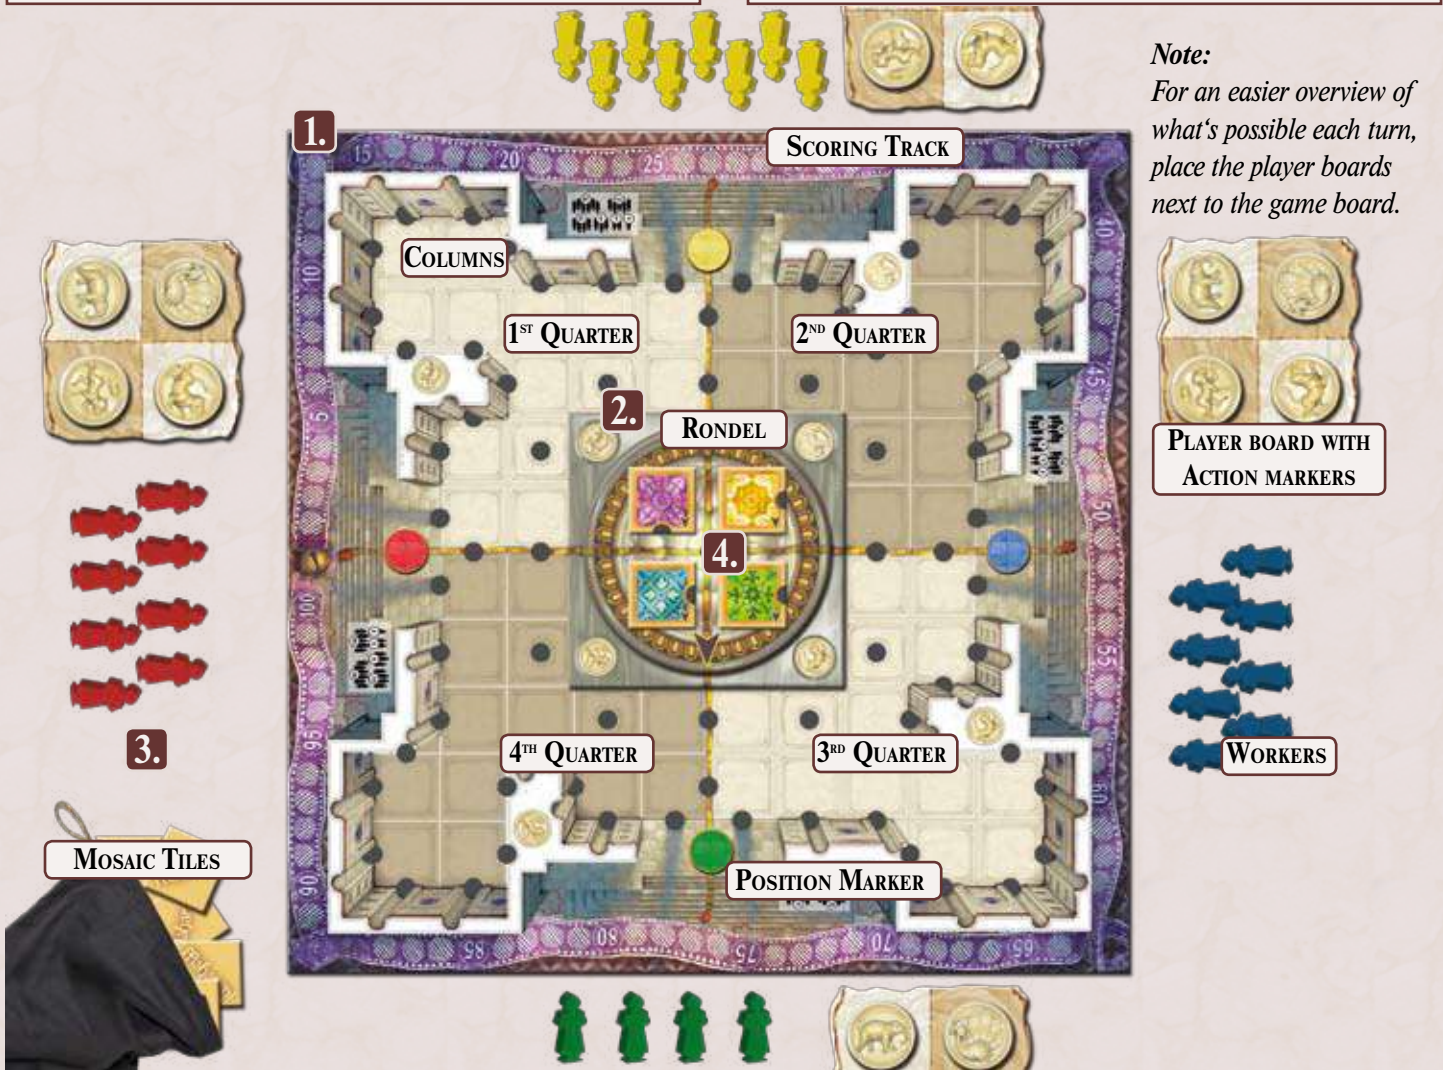 Note:
For an easier overview of
what's possible each turn,
place the player boards
next to the game board.
1.
15
20
25
SCORING TRACK
10
40
COLUMNS
1ST QUARTER
2ND QUARTER
5
45
2.
RONDEL
PLAYER BOARD WITH
ACTION MARKERS
50
4.
100
55
3.
95
4TH QUARTER
3RD QUARTER
WORKERS
60
MOSAIC TILES
90
POSITION MARKER
85
80
75
70
65